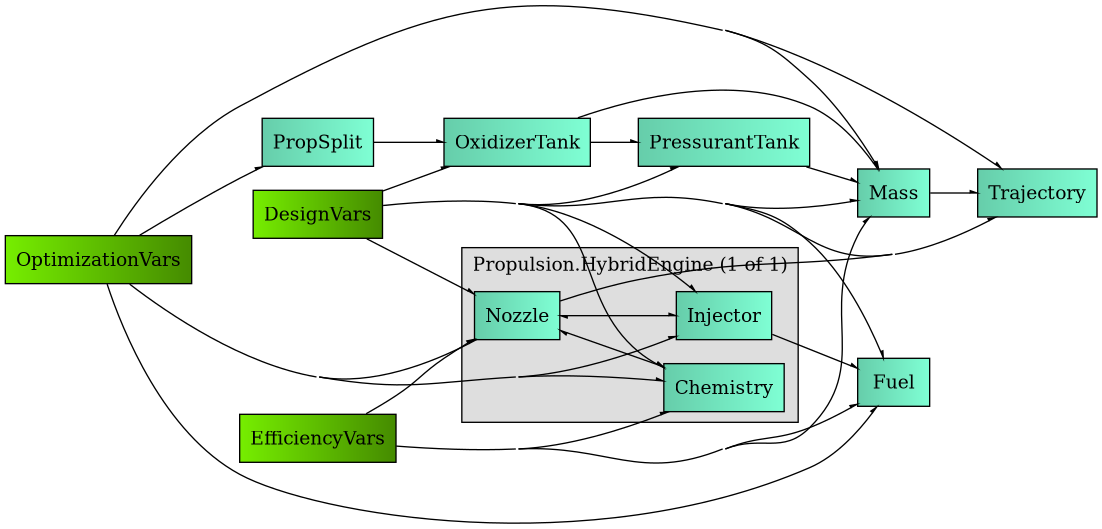 PropSplit
OxidizerTank
PressurantTank
Mass
Trajectory
DesignVars
OptimizationVars
Propulsion.HybridEngine (1 of 1)
Nozzle
Injector
Chemistry
Fuel
EfficiencyVars